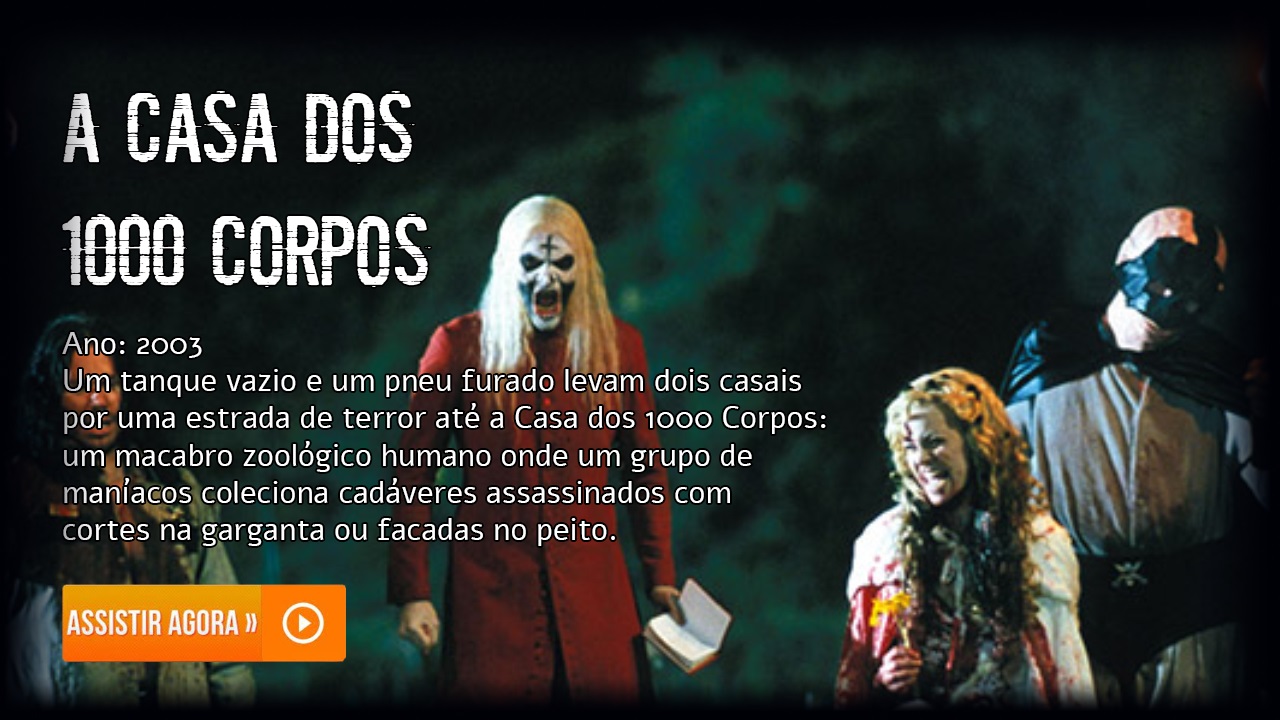 A CASA DOS
1000 CORPOS
Ano: 2003
Um tanque vazio e um pneu furado levam dois casais
por uma estrada de terror até a Casa dos 1000 Corpos:
um macabro zoológico humano onde um grupo de
maníacos coleciona cadáveres assassinados com
cortes na garganta ou facadas no peito.
ASSISTIR AGORA »